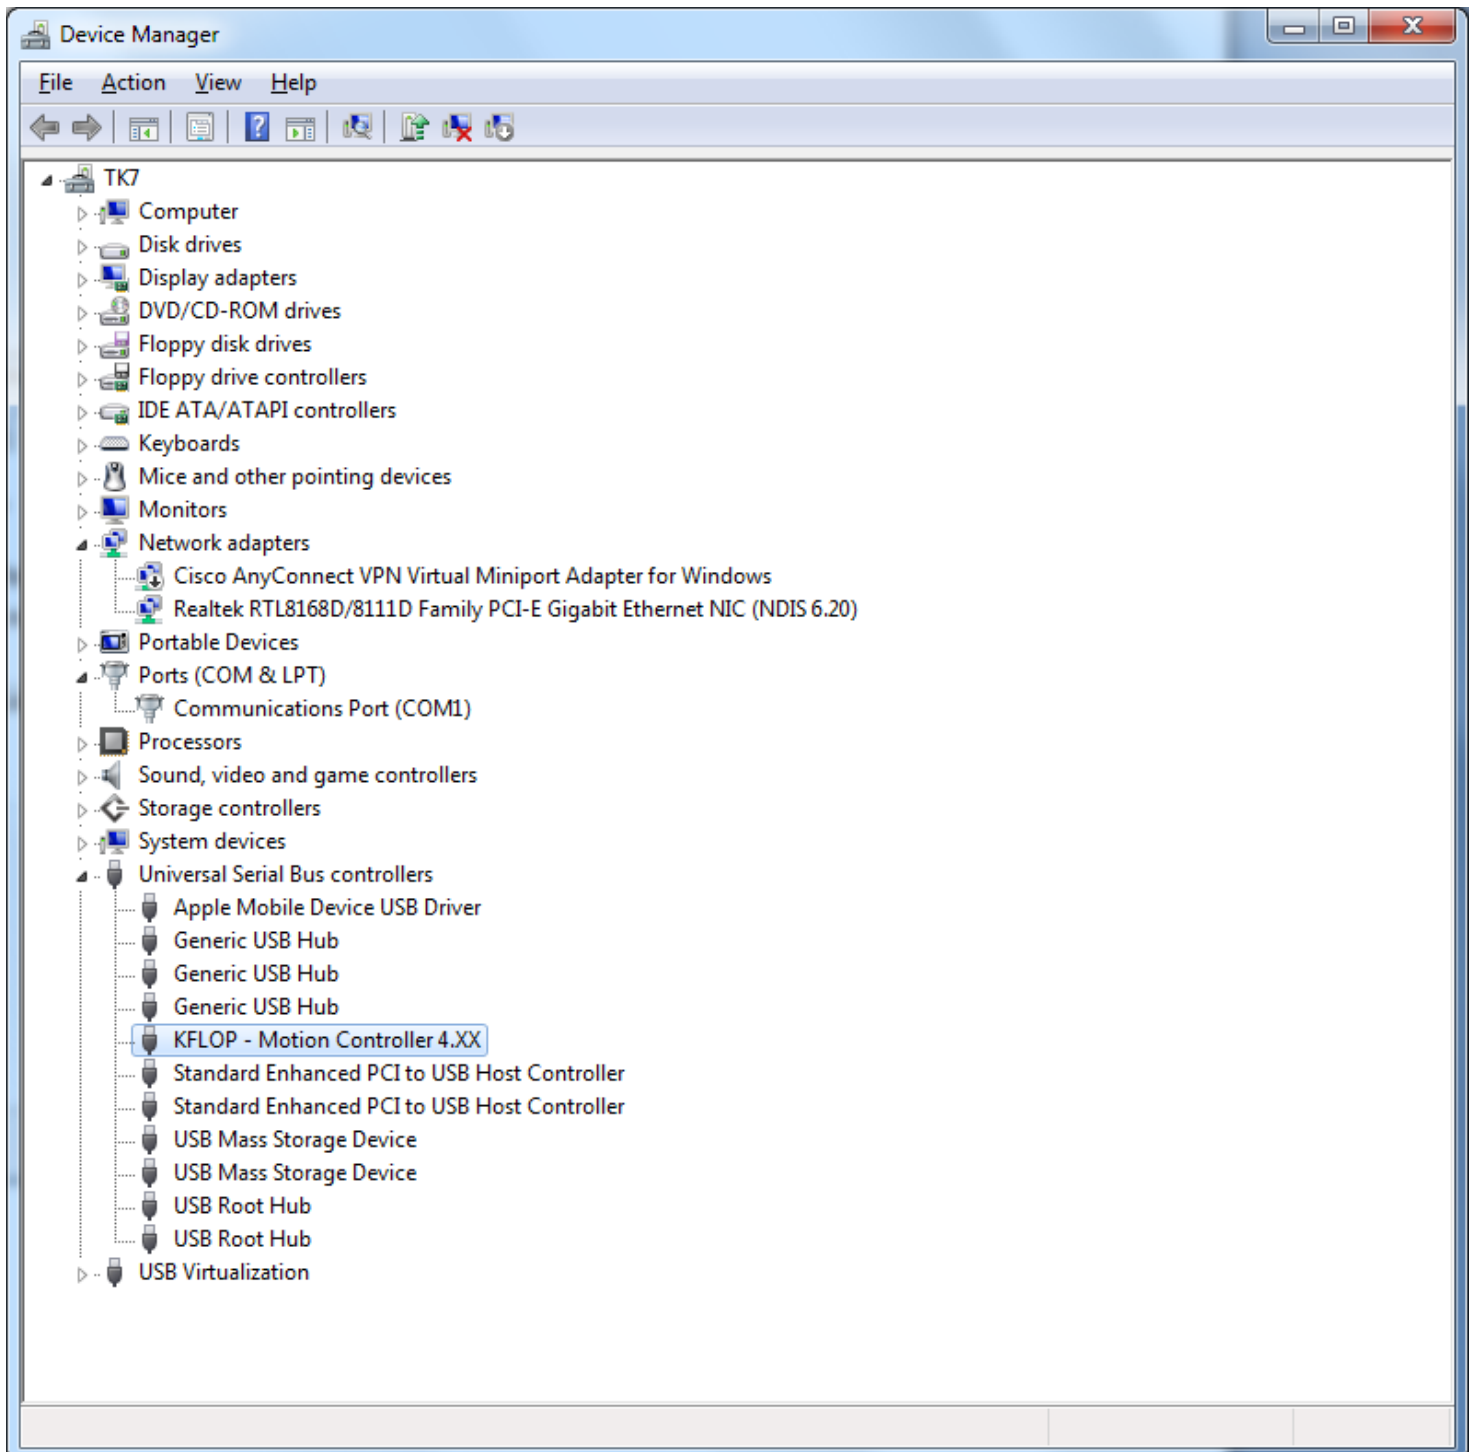 Device Manager
File Action View Help
TK7
Computer
Disk drives
Display adapters
DVD/CD-ROM drives
Floppy disk drives
Floppy drive controllers
IDE ATA/ATAPI controllers
Keyboards
Mice and other pointing devices
Monitors
Network adapters
Cisco AnyConnect VPN Virtual Miniport Adapter for Windows
Realtek RTL8168D/8111D Family PCI-E Gigabit Ethernet NIC (NDIS 6.20)
Portable Devices
Ports (COM & LPT)
Communications Port (COM1)
Processors
Sound, video and game controllers
Storage controllers
System devices
Universal Serial Bus controllers
Apple Mobile Device USB Driver
Generic USB Hub
Generic USB Hub
Generic USB Hub
KFLOP - Motion Controller 4.XX
Standard Enhanced PCI to USB Host Controller
Standard Enhanced PCI to USB Host Controller
USB Mass Storage Device
USB Mass Storage Device
USB Root Hub
USB Root Hub
USB Virtualization